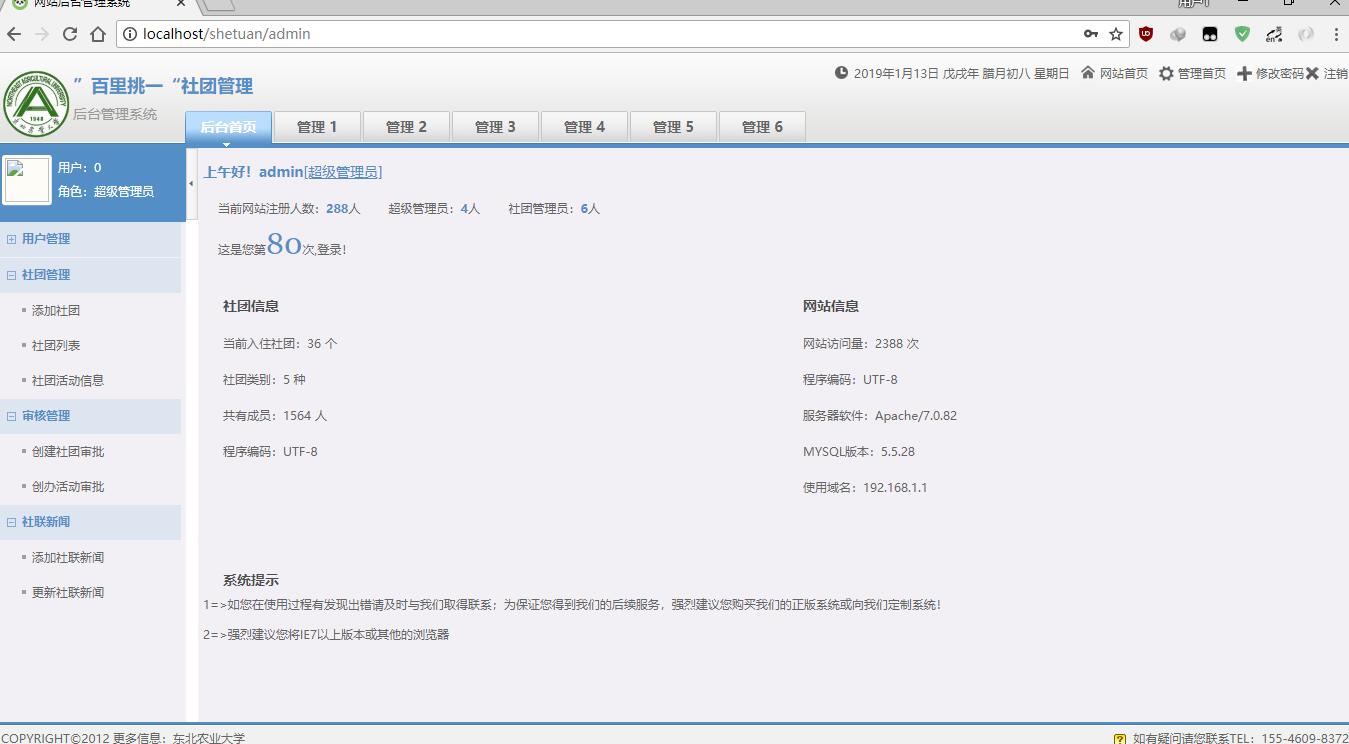 网站后台管理系统
用户1
localhost/shetuan/admin
”百里挑一“社团管理
后台管理系统
2019年1月13日 戊戌年 腊月初八 星期日 网站首页 管理首页 修改密码 注销
后台首页 管理 1 管理 2 管理 3 管理 4 管理 5 管理 6
NORTHEAST AGRICULTURAL UNIVERSITY
1948
用户：0
角色：超级管理员
用户管理
社团管理
添加社团
社团列表
社团活动信息
审核管理
创建社团审批
创办活动审批
社联新闻
添加社联新闻
更新社联新闻
上午好！admin[超级管理员]
当前网站注册人数：288人 超级管理员：4人 社团管理员：6人
这是您第80次,登录！
社团信息
当前入住社团：36 个
社团类别：5 种
共有成员：1564 人
程序编码：UTF-8
网站信息
网站访问量：2388 次
程序编码：UTF-8
服务器软件：Apache/7.0.82
MYSQL版本：5.5.28
使用域名：192.168.1.1
系统提示
1=>如您在使用过程有发现出错请及时与我们取得联系；为保证您得到我们的后续服务，强烈建议您购买我们的正版系统或向我们定制系统！
2=>强烈建议您将IE7以上版本或其他的浏览器
COPYRIGHT©2012 更多信息：东北农业大学
如有疑问请您联系TEL：155-4609-8372